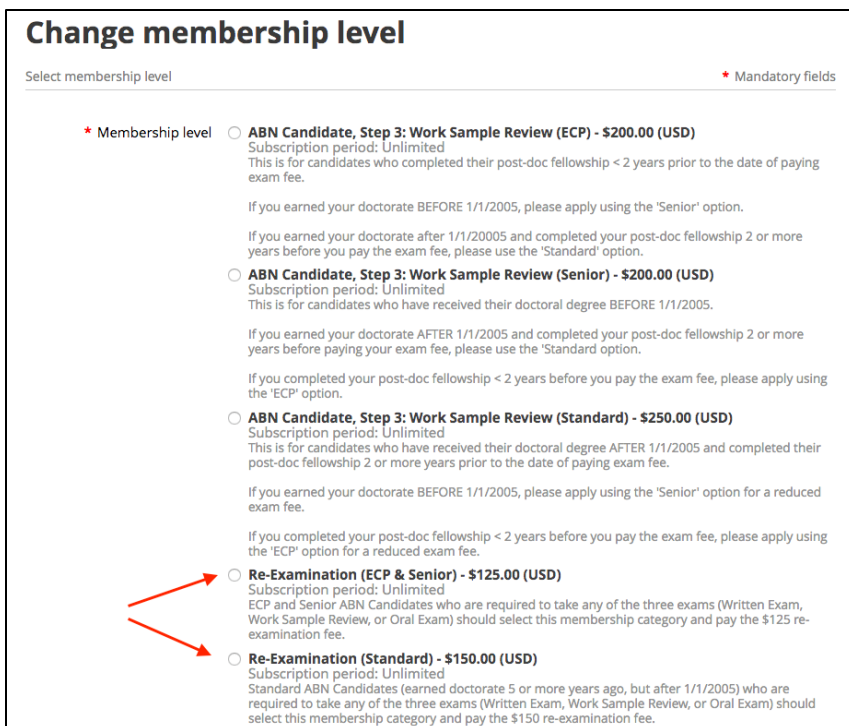 Change membership level
Select membership level
* Mandatory fields
* Membership level
ABN Candidate, Step 3: Work Sample Review (ECP) - $200.00 (USD)
Subscription period: Unlimited
This is for candidates who completed their post-doc fellowship < 2 years prior to the date of paying
exam fee.
If you earned your doctorate BEFORE 1/1/2005, please apply using the 'Senior' option.
If you earned your doctorate after 1/1/20005 and completed your post-doc fellowship 2 or more
years before you pay the exam fee, please use the 'Standard' option.
ABN Candidate, Step 3: Work Sample Review (Senior) - $200.00 (USD)
Subscription period: Unlimited
This is for candidates who have received their doctoral degree BEFORE 1/1/2005.
If you earned your doctorate AFTER 1/1/2005 and completed your post-doc fellowship 2 or more
years before paying your exam fee, please use the 'Standard option.
If you completed your post-doc fellowship < 2 years before you pay the exam fee, please apply using
the 'ECP' option.
ABN Candidate, Step 3: Work Sample Review (Standard) - $250.00 (USD)
Subscription period: Unlimited
This is for candidates who have received their doctoral degree AFTER 1/1/2005 and completed their
post-doc fellowship 2 or more years prior to the date of paying exam fee.
If you earned your doctorate BEFORE 1/1/2005, please apply using the 'Senior' option for a reduced
exam fee.
If you completed your post-doc fellowship < 2 years before you pay the exam fee, please apply using
the 'ECP' option for a reduced exam fee.
Re-Examination (ECP & Senior) - $125.00 (USD)
Subscription period: Unlimited
ECP and Senior ABN Candidates who are required to take any of the three exams (Written Exam,
Work Sample Review, or Oral Exam) should select this membership category and pay the $125 re-
examination fee.
Re-Examination (Standard) - $150.00 (USD)
Subscription period: Unlimited
Standard ABN Candidates (earned doctorate 5 or more years ago, but after 1/1/2005) who are
required to take any of the three exams (Written Exam, Work Sample Review, or Oral Exam) should
select this membership category and pay the $150 re-examination fee.